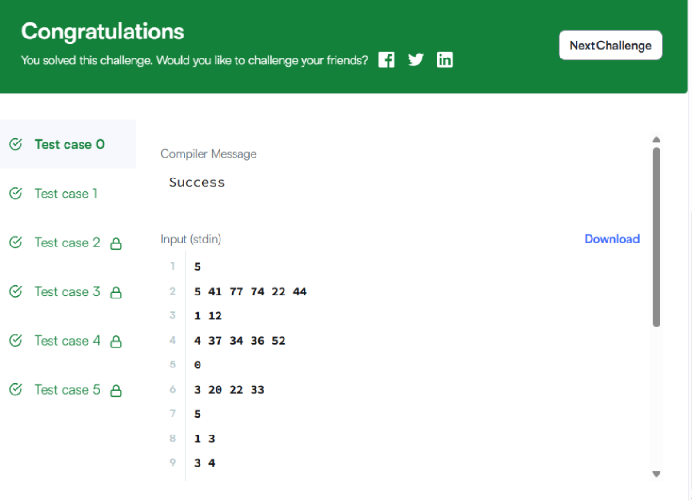 Congratulations
You solved this challenge. Would you like to challenge your friends?
Next Challenge
Test case 0
Test case 1
Test case 2
Test case 3
Test case 4
Test case 5
Compiler Message
Success
Input (stdin)
Download
1 5
2 5 41 77 74 22 44
3 1 12
4 4 37 34 36 52
5 0
6 3 20 22 33
7 5
8 1 3
9 3 4